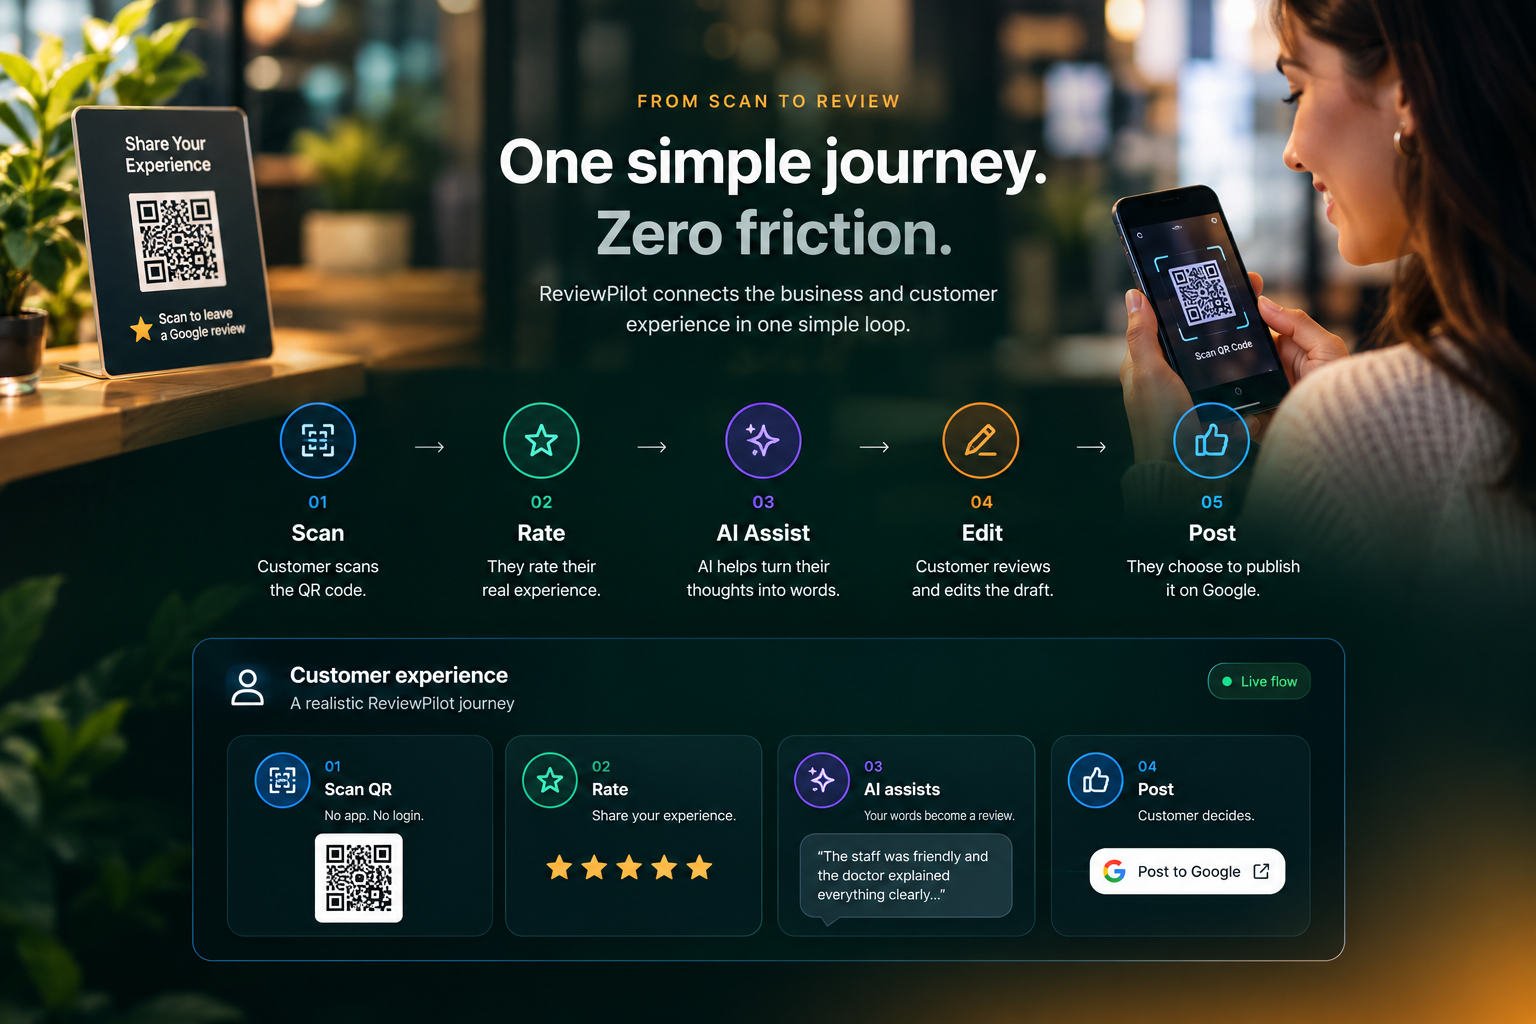 FROM SCAN TO REVIEW
One simple journey.
Zero friction.
ReviewPilot connects the business and customer
experience in one simple loop.
Share Your
Experience
Scan to leave
a Google review
Scan QR Code
01
Scan
Customer scans
the QR code.
02
Rate
They rate their
real experience.
03
AI Assist
AI helps turn their
thoughts into words.
04
Edit
Customer reviews
and edits the draft.
05
Post
They choose to publish
it on Google.
Customer experience
A realistic ReviewPilot journey
Live flow
01
Scan QR
No app. No login.
02
Rate
Share your experience.
03
AI assists
Your words become a review.
“The staff was friendly and
the doctor explained
everything clearly...”
04
Post
Customer decides.
Post to Google